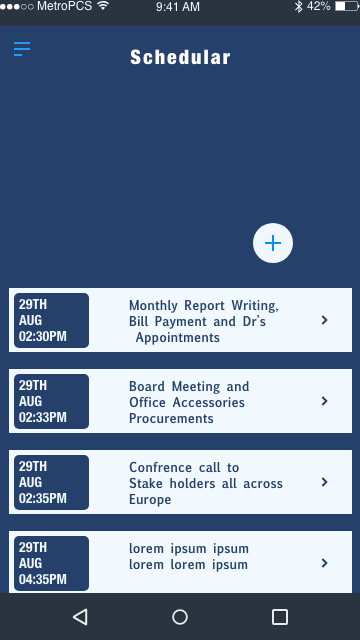 MetroPCS 9:41 AM 42%
Schedular
29TH
AUG
02:30PM
Monthly Report Writing,
Bill Payment and Dr's
Appointments
29TH
AUG
02:33PM
Board Meeting and
Office Accessories
Procurements
29TH
AUG
02:35PM
Confrence call to
Stake holders all across
Europe
29TH
AUG
04:35PM
lorem ipsum ipsum
lorem lorem ipsum